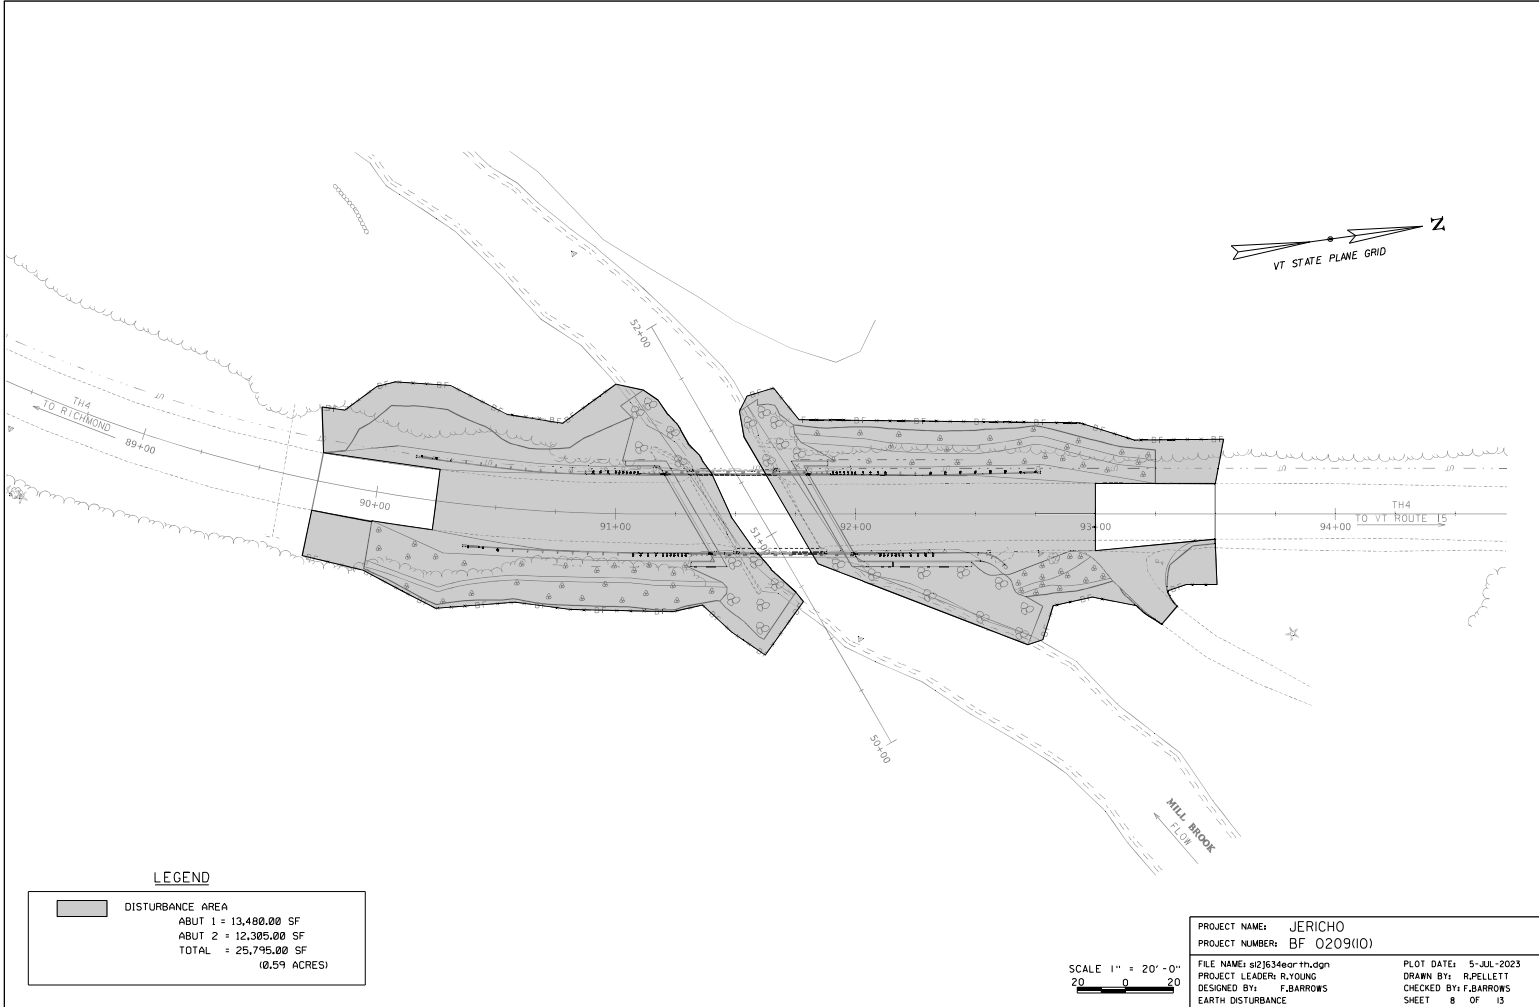 N
VT STATE PLANE GRID
52+00
TH4
TO RICHMOND
89+00
90+00
91+00
51+00
92+00
93+00
94+00
TH4
TO VT ROUTE 15
50+00
MILL BROOK
FLOW
LEGEND
DISTURBANCE AREA
ABUT 1 = 13,480.00 SF
ABUT 2 = 12,305.00 SF
TOTAL = 25,795.00 SF
(0.59 ACRES)
SCALE 1" = 20'-0"
20 0 20
PROJECT NAME: JERICHO
PROJECT NUMBER: BF 0209(10)
FILE NAME: s12j634earth.dgn PLOT DATE: 5-JUL-2023
PROJECT LEADER: R.YOUNG DRAWN BY: R.PELLETT
DESIGNED BY: F.BARROWS CHECKED BY: F.BARROWS
EARTH DISTURBANCE SHEET 8 OF 13